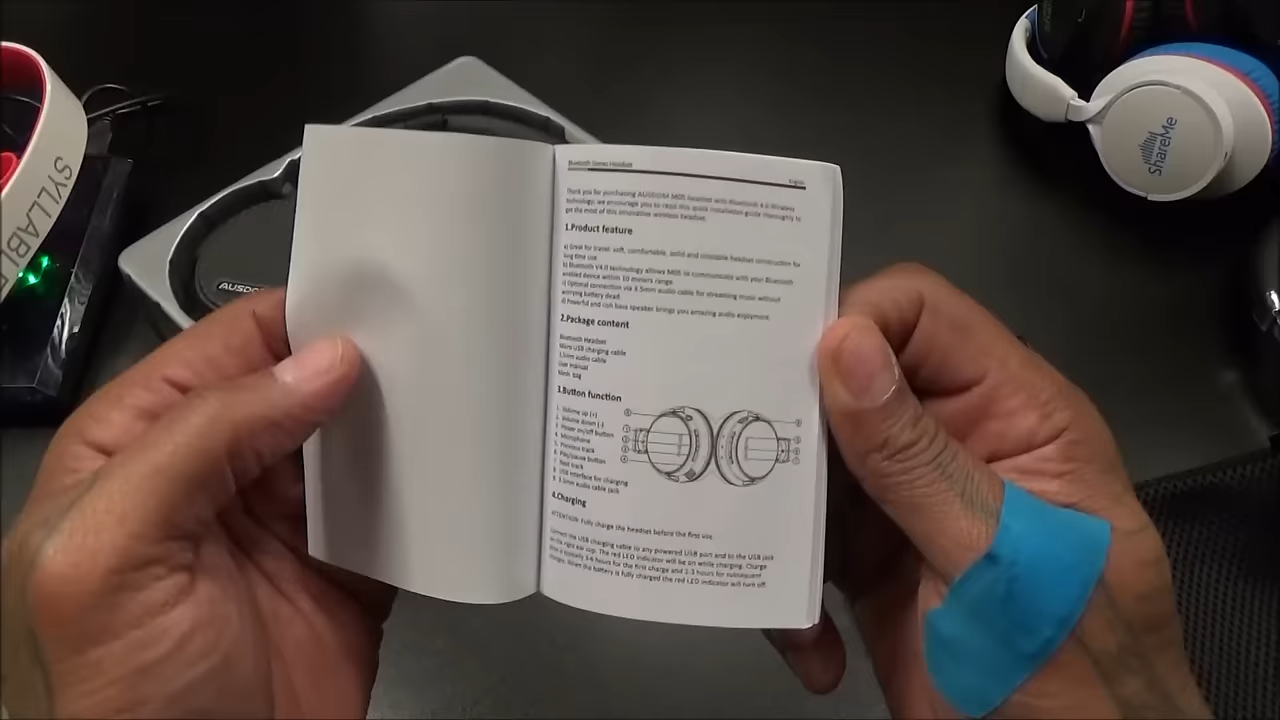 SYLLABLE
AUSDOM
ShareMe
Bluetooth Stereo Headset
English
Thank you for purchasing AUSDOM M05 headset with Bluetooth 4.0 Wireless
technology; we encourage you to read this quick installation guide thoroughly to
get the most of this innovative wireless headset.
1.Product feature
a) Great for travel: soft, comfortable, solid and rotatable headset construction for
long time use.
b) Bluetooth V4.0 technology allows M05 to communicate with your Bluetooth
enabled device within 10 meters range.
c) Optional connection via 3.5mm audio cable for streaming music without
worrying battery dead.
d) Powerful and rich bass speaker brings you amazing audio enjoyment.
2.Package content
Bluetooth Headset
Micro USB charging cable
3.5mm audio cable
User manual
bag
3.Button function
1. Volume up (+)
2. Volume down (-)
3. Power on/off button
4. Microphone
5. Previous track
6. Play/pause button
7. Next track
8. USB interface for charging
9. 3.5mm audio cable jack
4.Charging
ATTENTION: Fully charge the headset before the first use.
Connect the USB charging cable to any powered USB port and to the USB jack
on the right ear cup. The red LED indicator will be on while charging. Charge
time is typically 3-6 hours for the first charge and 2-3 hours for subsequent
charges. When the battery is fully charged the red LED indicator will turn off.